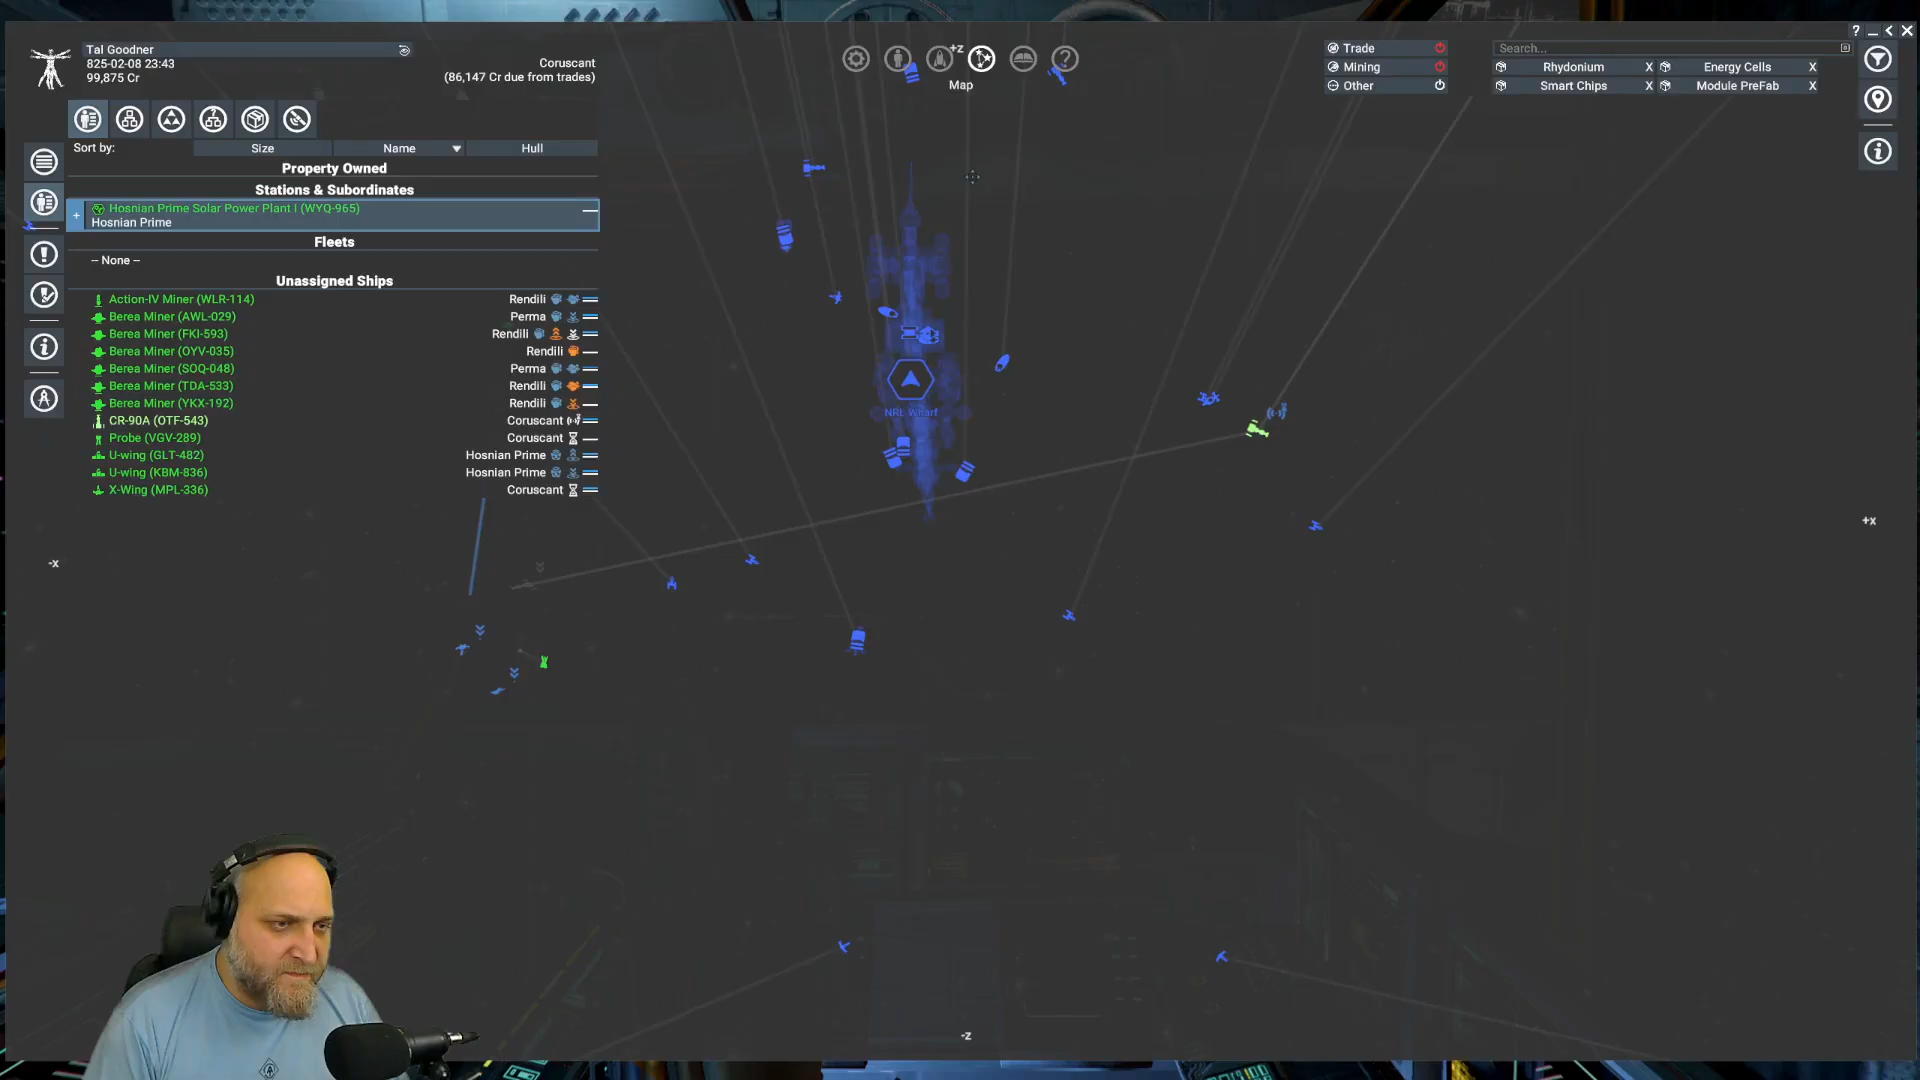 Tal Goodner
825-02-08 23:43
99,875 Cr
Coruscant
(86,147 Cr due from trades)
+z
Map
Trade
Mining
Other
Search...
Rhydonium X
Energy Cells X
Smart Chips X
Module PreFab X
Sort by:
Size
Name
Hull
Property Owned
Stations & Subordinates
+ Hosnian Prime Solar Power Plant I (WYQ-965)
Hosnian Prime
Fleets
-- None --
Unassigned Ships
Action-IV Miner (WLR-114) Rendili
Berea Miner (AWL-029) Perma
Berea Miner (FKI-593) Rendili
Berea Miner (OYV-035) Rendili
Berea Miner (SOQ-048) Perma
Berea Miner (TDA-533) Rendili
Berea Miner (YKX-192) Rendili
CR-90A (OTF-543) Coruscant
Probe (VGV-289) Coruscant
U-wing (GLT-482) Hosnian Prime
U-wing (KBM-836) Hosnian Prime
X-Wing (MPL-336) Coruscant
NRL Wharf
+x
-x
-z